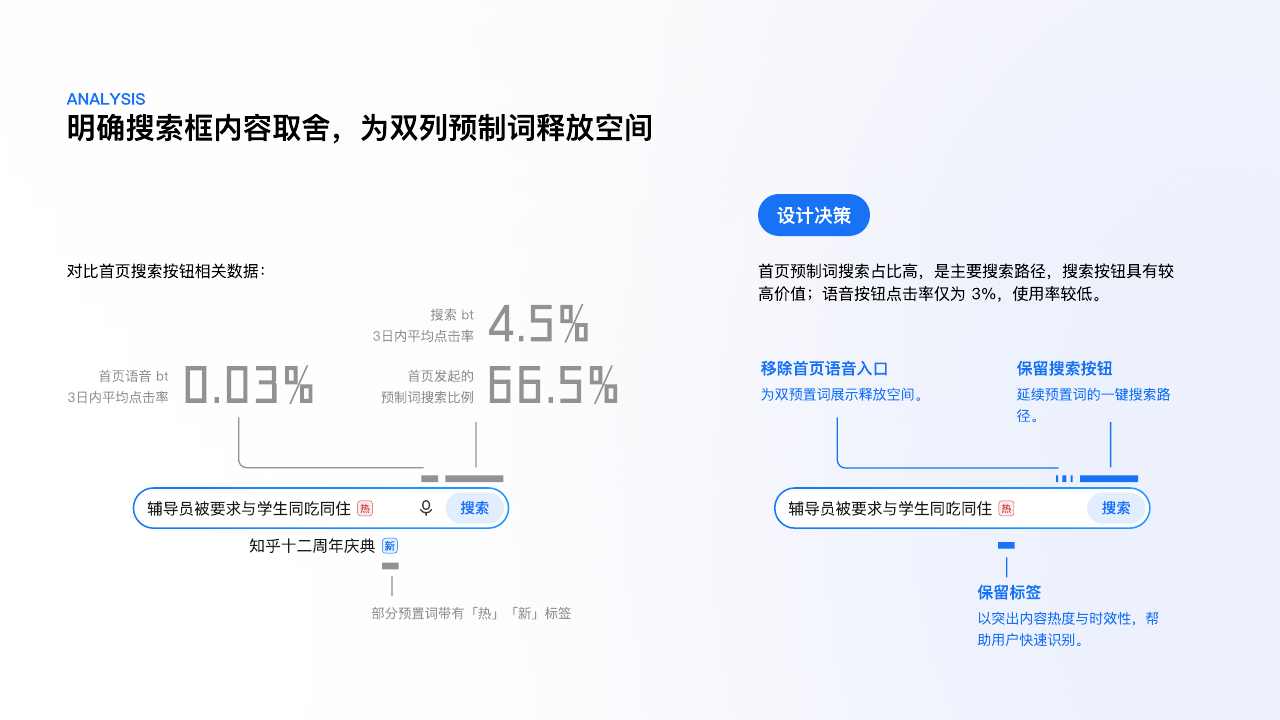 ANALYSIS
明确搜索框内容取舍，为双列预制词释放空间
对比首页搜索按钮相关数据：
搜索 bt
3日内平均点击率
4.5%
首页语音 bt
3日内平均点击率
0.03%
首页发起的
预制词搜索比例
66.5%
辅导员被要求与学生同吃同住 热
搜索
知乎十二周年庆典 新
部分预置词带有「热」「新」标签
设计决策
首页预制词搜索占比高，是主要搜索路径，搜索按钮具有较
高价值；语音按钮点击率仅为 3%，使用率较低。
移除首页语音入口
为双预置词展示释放空间。
保留搜索按钮
延续预置词的一键搜索路
径。
辅导员被要求与学生同吃同住 热
搜索
保留标签
以突出内容热度与时效性，帮
助用户快速识别。